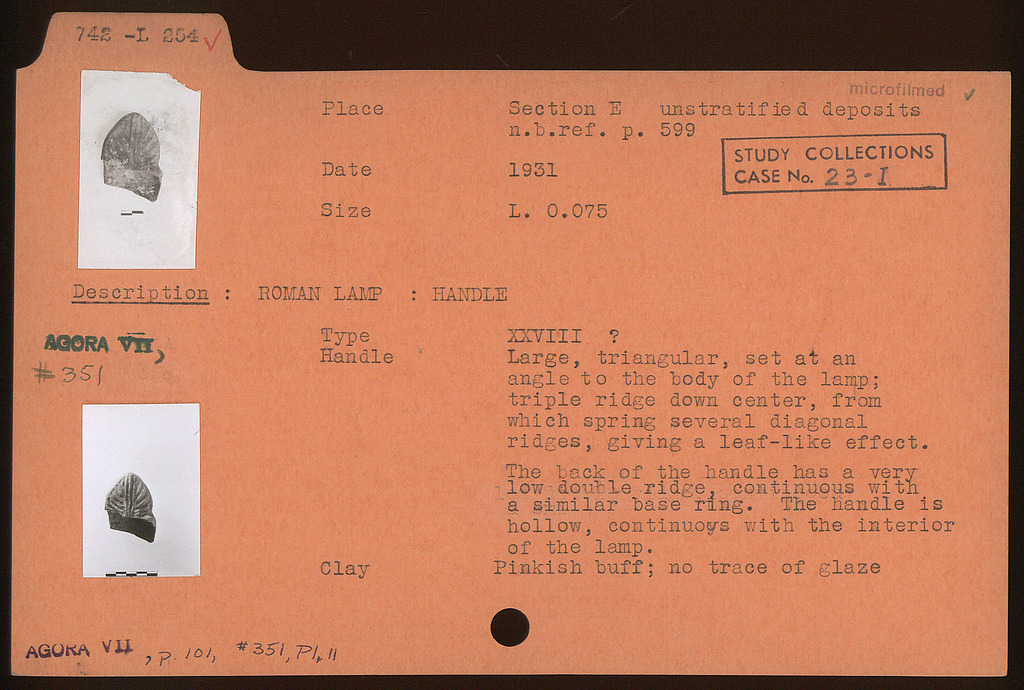 742 -L 254 ✓
microfilmed ✓
Place Section E unstratified deposits
n.b.ref. p. 599
STUDY COLLECTIONS
CASE No. 23-I
Date 1931
Size L. 0.075
Description : ROMAN LAMP : HANDLE
AGORA VII,
#351
Type XXVIII ?
Handle Large, triangular, set at an
angle to the body of the lamp;
triple ridge down center, from
which spring several diagonal
ridges, giving a leaf-like effect.
The back of the handle has a very
low double ridge, continuous with
a similar base ring. The handle is
hollow, continuoys with the interior
of the lamp.
Clay Pinkish buff; no trace of glaze
AGORA VII, p. 101, #351, Pl, 11